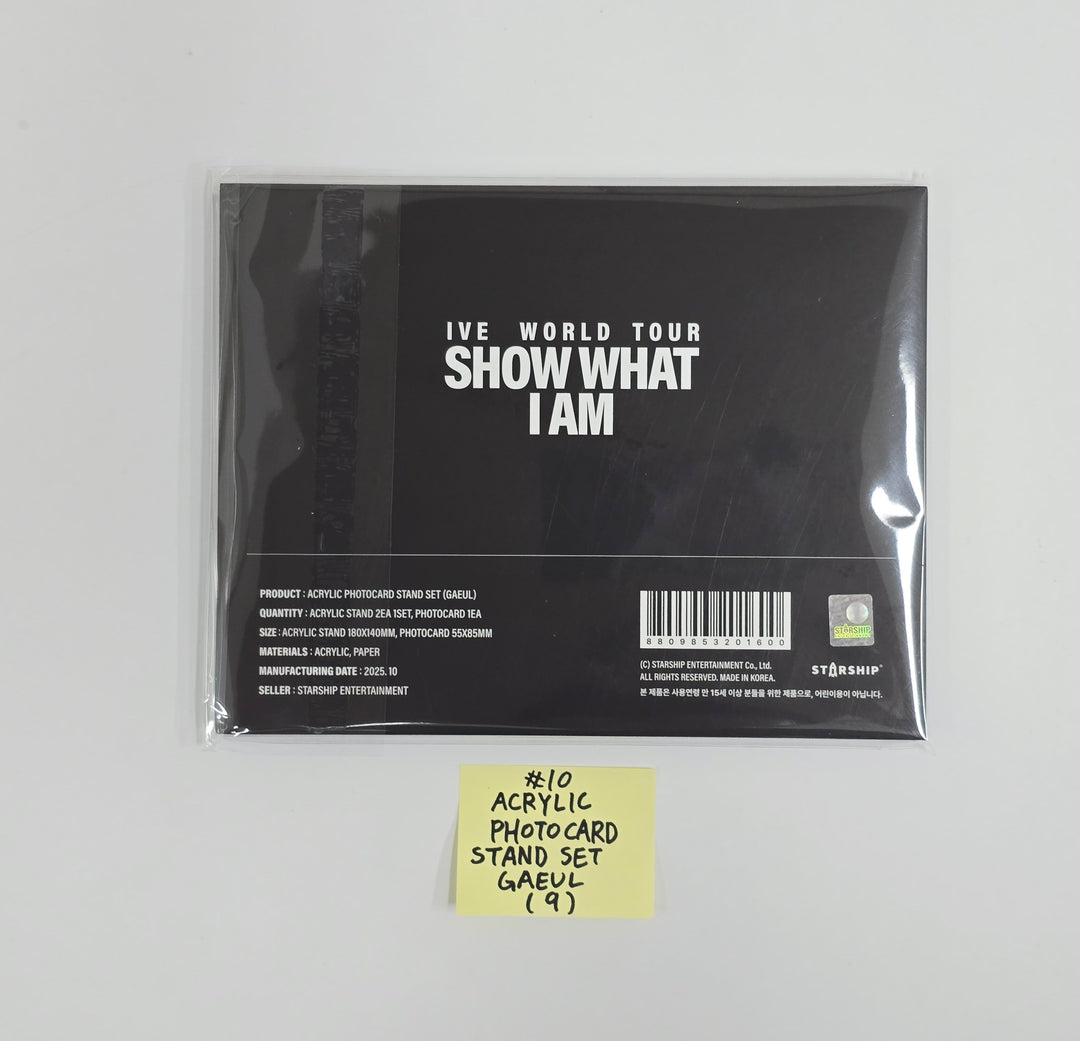 IVE WORLD TOUR
SHOW WHAT
I AM
PRODUCT : ACRYLIC PHOTOCARD STAND SET (GAEUL)
QUANTITY : ACRYLIC STAND 2EA 1SET, PHOTOCARD 1EA
SIZE : ACRYLIC STAND 180X140MM, PHOTOCARD 55X85MM
MATERIALS : ACRYLIC, PAPER
MANUFACTURING DATE : 2025.10
SELLER : STARSHIP ENTERTAINMENT
8809853201600
(C) STARSHIP ENTERTAINMENT Co., Ltd.
ALL RIGHTS RESERVED. MADE IN KOREA.
본 제품은 사용연령 만 15세 이상 분들을 위한 제품으로, 어린이용이 아닙니다.
STARSHIP
STARSHIP
#10
ACRYLIC
PHOTOCARD
STAND SET
GAEUL
(9)